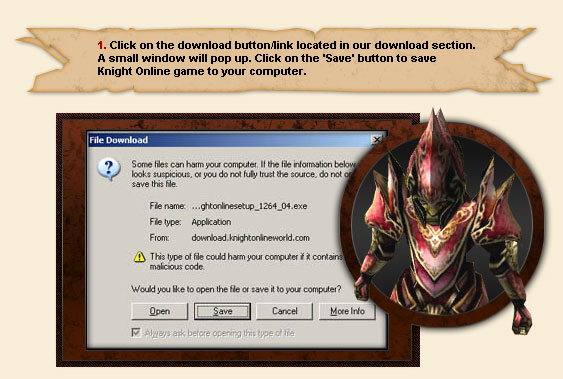 1. Click on the download button/link located in our download section.
A small window will pop up. Click on the 'Save' button to save
Knight Online game to your computer.
File Download
Some files can harm your computer. If the file information below
looks suspicious, or you do not fully trust the source, do not
save this file.
File name: ...ghtonlinesetup_1264_04.exe
File type: Application
From: download.knightonlineworld.com
This type of file could harm your computer if it contains
malicious code.
Would you like to open the file or save it to your computer?
Open Save Cancel More Info
Always ask before opening this type of file